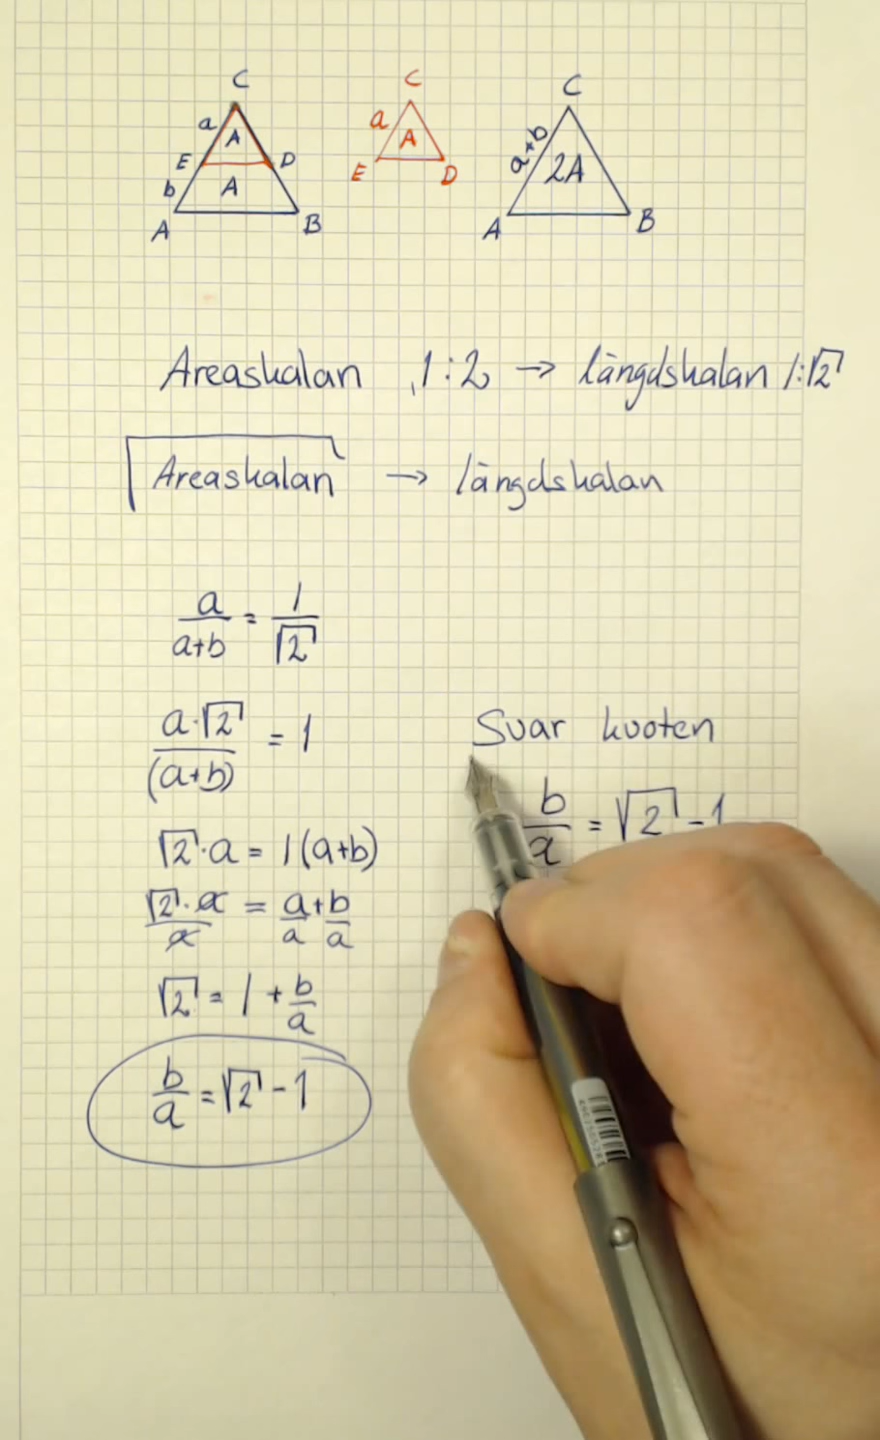 C
a
A
E
D
b
A
A
B
C
a
A
E
D
C
a+b
2A
A
B
Areaskalan 1:2 → längdskalan 1:√2
√Areaskalan → längdskalan
a/(a+b) = 1/√2
a·√2/(a+b) = 1
√2·a = 1(a+b)
√2·a/a = a/a + b/a
√2 = 1 + b/a
b/a = √2 - 1
Svar kvoten
b/a = √2 - 1